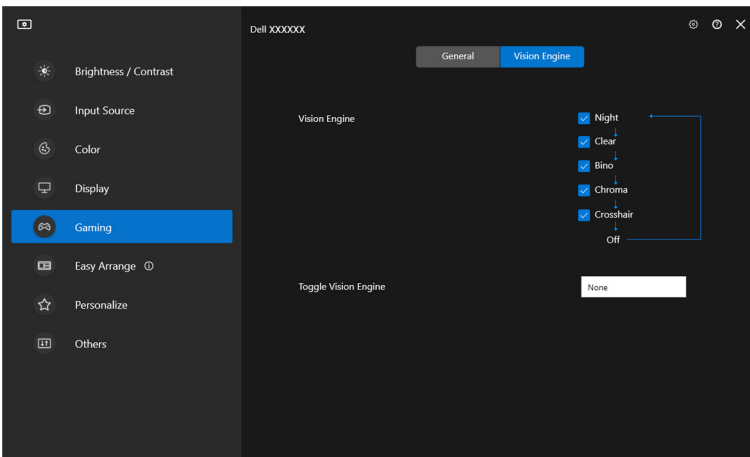 Dell XXXXXX
General
Vision Engine
Brightness / Contrast
Input Source
Color
Display
Gaming
Easy Arrange
Personalize
Others
Vision Engine
Night
Clear
Bino
Chroma
Crosshair
Off
Toggle Vision Engine
None